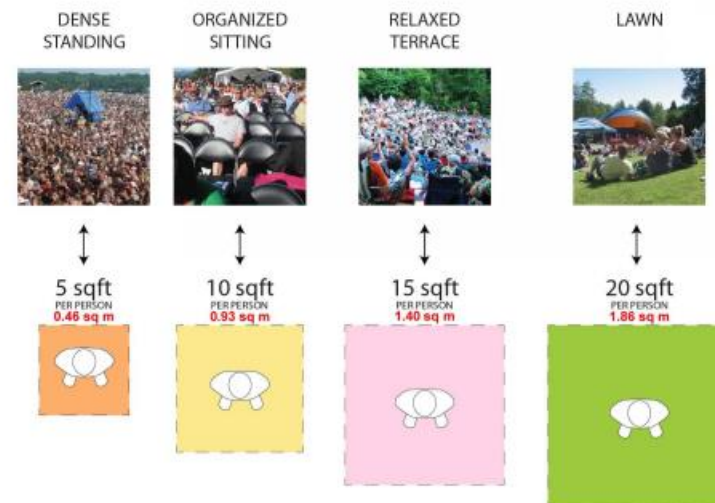 DENSE
STANDING
ORGANIZED
SITTING
RELAXED
TERRACE
LAWN
5 sqft
PER PERSON
0.46 sq m
10 sqft
PER PERSON
0.93 sq m
15 sqft
PER PERSON
1.40 sq m
20 sqft
PER PERSON
1.86 sq m